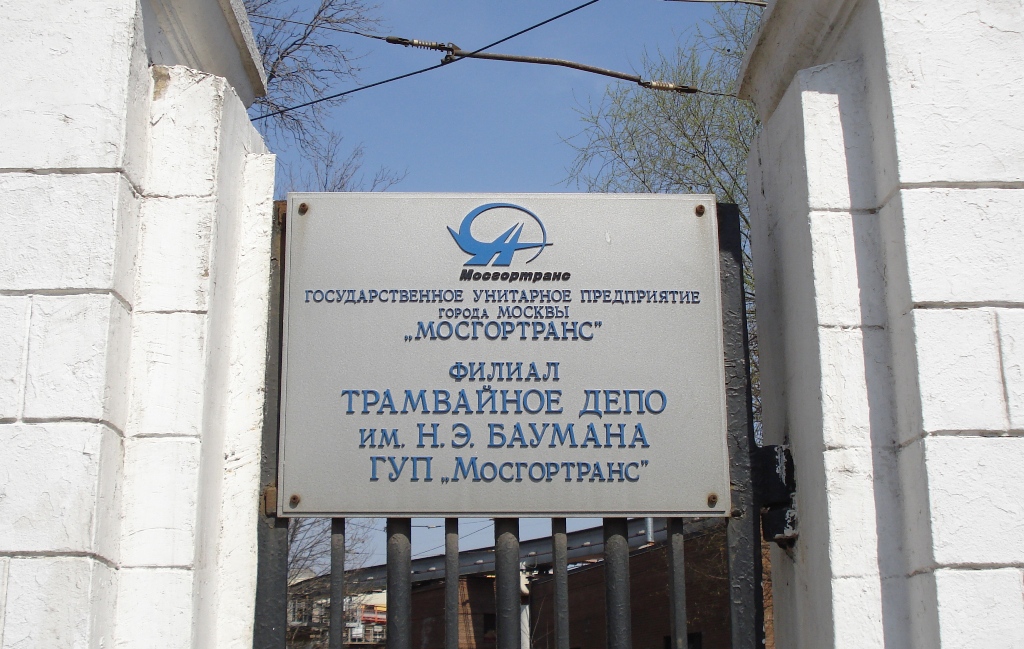 Мосгортранс
ГОСУДАРСТВЕННОЕ УНИТАРНОЕ ПРЕДПРИЯТИЕ
ГОРОДА МОСКВЫ
„МОСГОРТРАНС”
ФИЛИАЛ
ТРАМВАЙНОЕ ДЕПО
ИМ. Н. Э. БАУМАНА
ГУП „МОСГОРТРАНС”